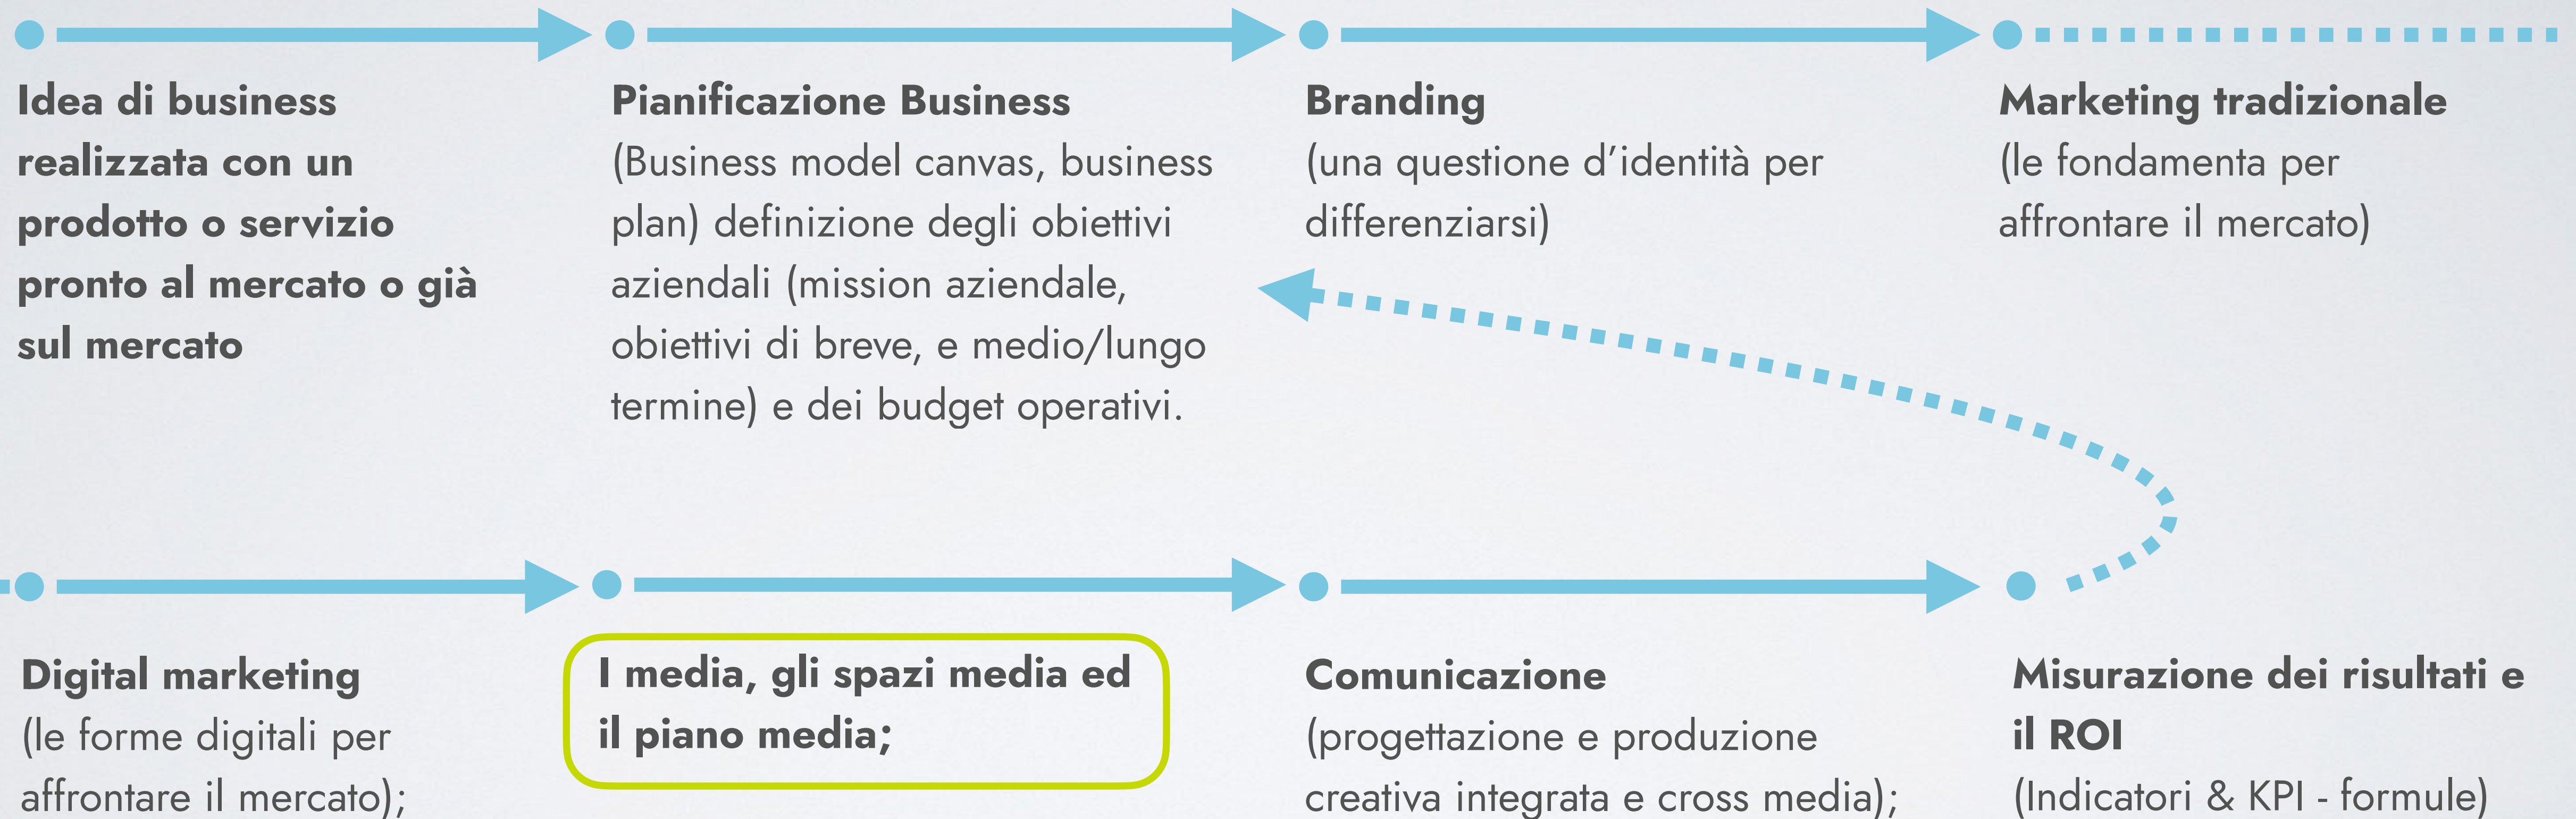 Idea di business
realizzata con un
prodotto o servizio
pronto al mercato o già
sul mercato
Pianificazione Business
(Business model canvas, business
plan) definizione degli obiettivi
aziendali (mission aziendale,
obiettivi di breve, e medio/lungo
termine) e dei budget operativi.
Branding
(una questione d’identità per
differenziarsi)
Marketing tradizionale
(le fondamenta per
affrontare il mercato)
Digital marketing
(le forme digitali per
affrontare il mercato);
I media, gli spazi media ed
il piano media;
Comunicazione
(progettazione e produzione
creativa integrata e cross media);
Misurazione dei risultati e
il ROI
(Indicatori & KPI - formule)